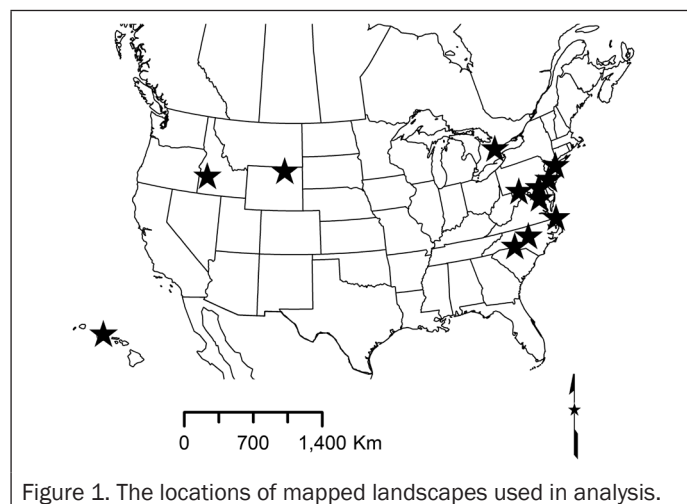 0 700 1,400 Km
Figure 1. The locations of mapped landscapes used in analysis.